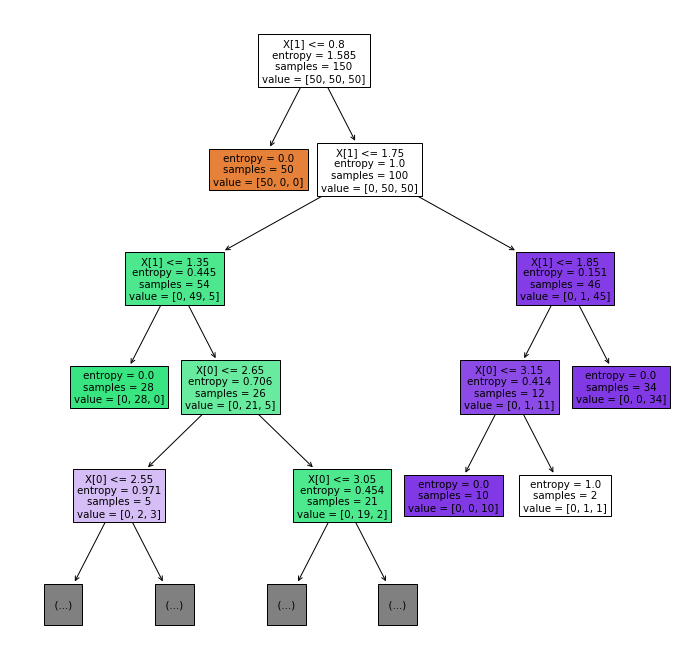 X[1] <= 0.8
entropy = 1.585
samples = 150
value = [50, 50, 50]
entropy = 0.0
samples = 50
value = [50, 0, 0]
X[1] <= 1.75
entropy = 1.0
samples = 100
value = [0, 50, 50]
X[1] <= 1.35
entropy = 0.445
samples = 54
value = [0, 49, 5]
X[1] <= 1.85
entropy = 0.151
samples = 46
value = [0, 1, 45]
entropy = 0.0
samples = 28
value = [0, 28, 0]
X[0] <= 2.65
entropy = 0.706
samples = 26
value = [0, 21, 5]
X[0] <= 3.15
entropy = 0.414
samples = 12
value = [0, 1, 11]
entropy = 0.0
samples = 34
value = [0, 0, 34]
X[0] <= 2.55
entropy = 0.971
samples = 5
value = [0, 2, 3]
X[0] <= 3.05
entropy = 0.454
samples = 21
value = [0, 19, 2]
entropy = 0.0
samples = 10
value = [0, 0, 10]
entropy = 1.0
samples = 2
value = [0, 1, 1]
(...)
(...)
(...)
(...)